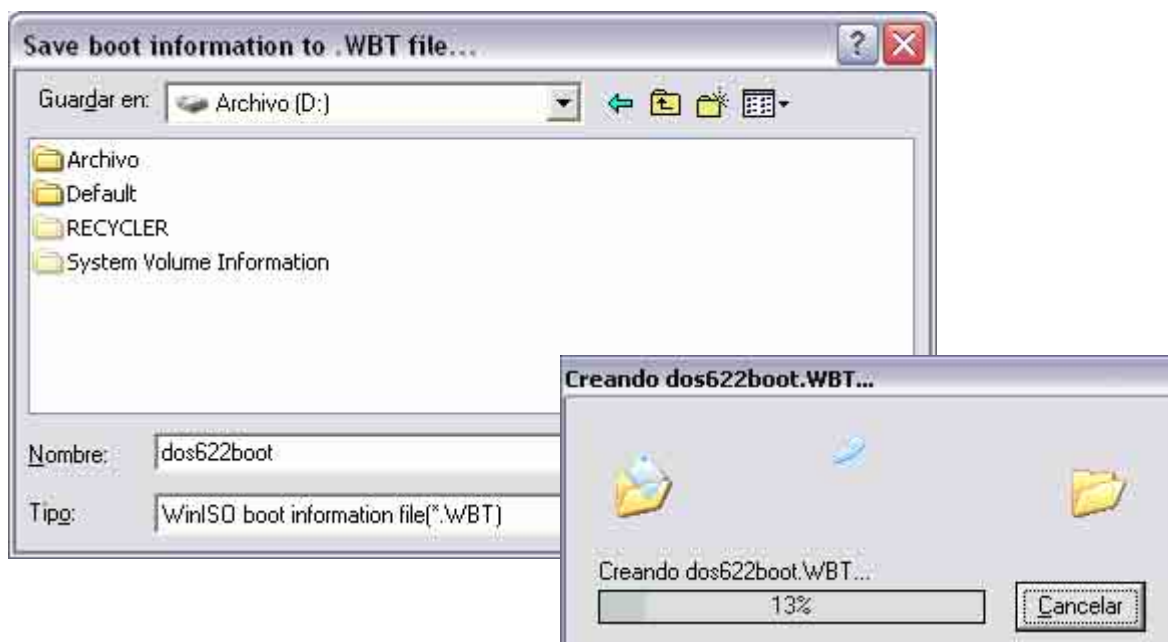 Save boot information to .WBT file...
Guardar en: Archivo (D:)
Archivo
Default
RECYCLER
System Volume Information
Nombre: dos622boot
Tipo: WinISO boot information file(*.WBT)
Creando dos622boot.WBT...
Creando dos622boot.WBT...
13%
Cancelar